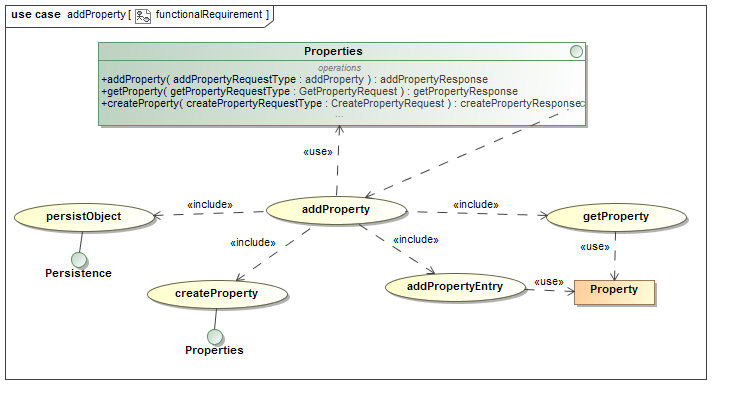 use case addProperty [ functionalRequirement ]
Properties
operations
+addProperty( addPropertyRequestType : addProperty ) : addPropertyResponse
+getProperty( getPropertyRequestType : GetPropertyRequest ) : getPropertyResponse
+createProperty( createPropertyRequestType : CreatePropertyRequest ) : createPropertyResponse
...
«use»
persistObject
«include»
addProperty
«include»
getProperty
«include»
«include»
«use»
Persistence
createProperty
addPropertyEntry
«use»
Property
Properties